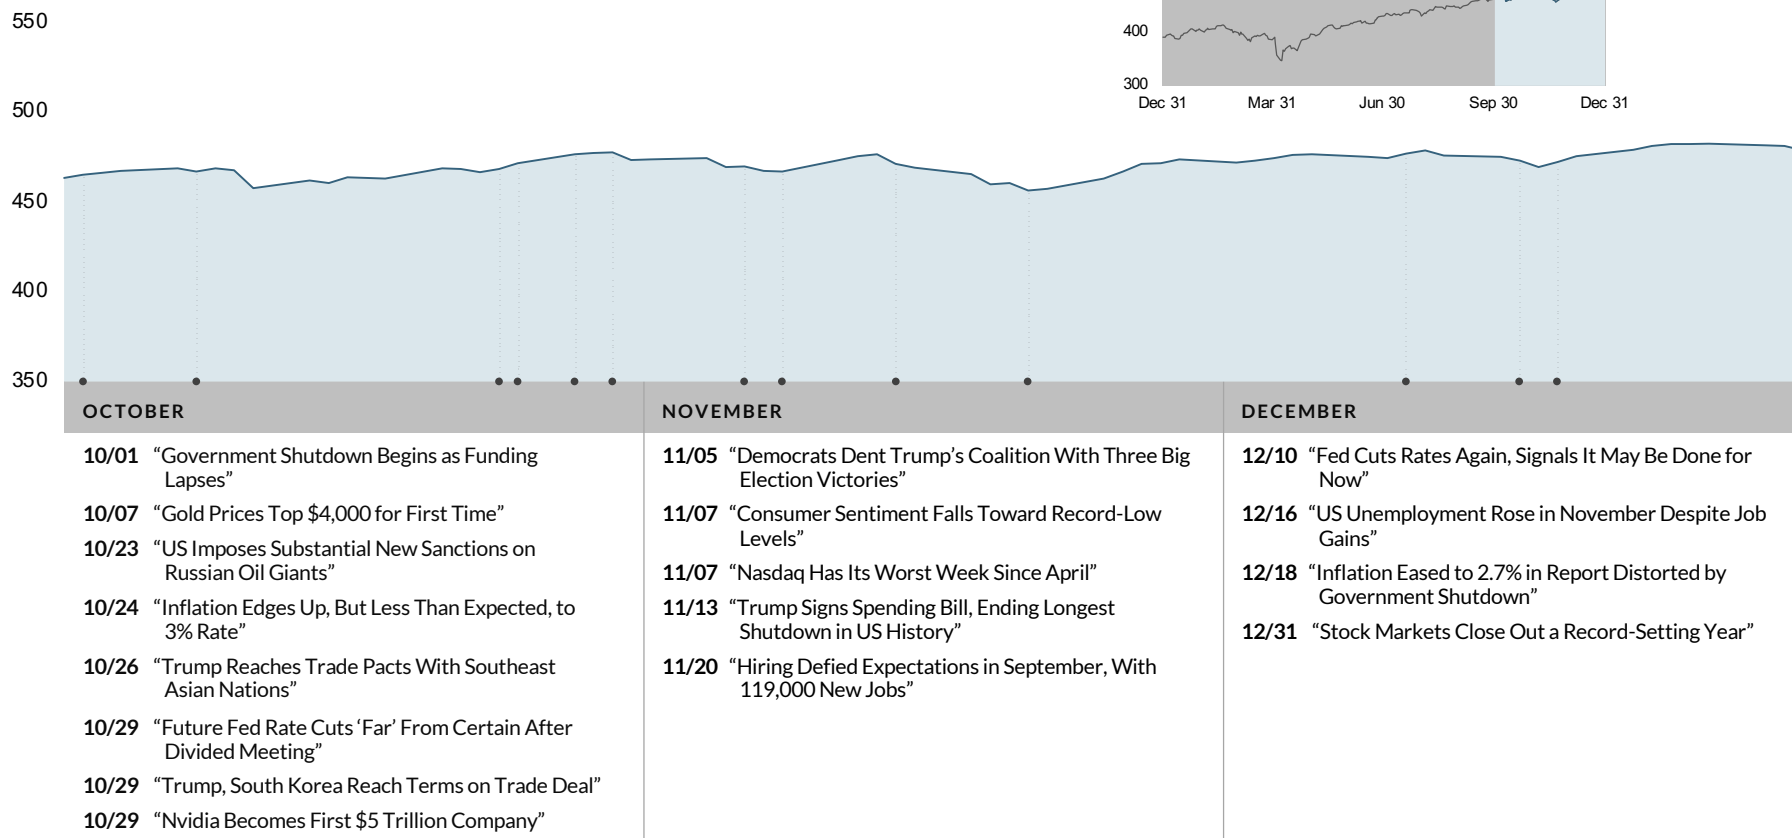 550
500
450
400
350
400
300
Dec 31 Mar 31 Jun 30 Sep 30 Dec 31
OCTOBER
10/01 “Government Shutdown Begins as Funding
Lapses”
10/07 “Gold Prices Top $4,000 for First Time”
10/23 “US Imposes Substantial New Sanctions on
Russian Oil Giants”
10/24 “Inflation Edges Up, But Less Than Expected, to
3% Rate”
10/26 “Trump Reaches Trade Pacts With Southeast
Asian Nations”
10/29 “Future Fed Rate Cuts ‘Far’ From Certain After
Divided Meeting”
10/29 “Trump, South Korea Reach Terms on Trade Deal”
10/29 “Nvidia Becomes First $5 Trillion Company”
NOVEMBER
11/05 “Democrats Dent Trump’s Coalition With Three Big
Election Victories”
11/07 “Consumer Sentiment Falls Toward Record-Low
Levels”
11/07 “Nasdaq Has Its Worst Week Since April”
11/13 “Trump Signs Spending Bill, Ending Longest
Shutdown in US History”
11/20 “Hiring Defied Expectations in September, With
119,000 New Jobs”
DECEMBER
12/10 “Fed Cuts Rates Again, Signals It May Be Done for
Now”
12/16 “US Unemployment Rose in November Despite Job
Gains”
12/18 “Inflation Eased to 2.7% in Report Distorted by
Government Shutdown”
12/31 “Stock Markets Close Out a Record-Setting Year”